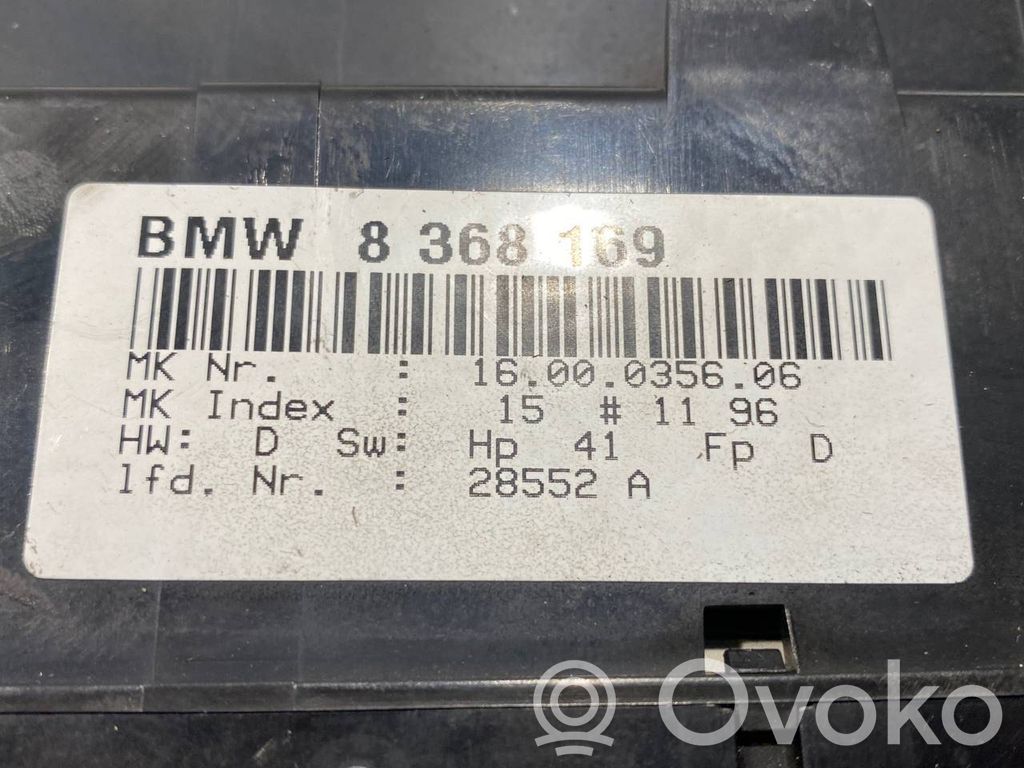 BMW 8 368 169
MK Nr. : 16.00.0356.06
MK Index : 15 # 11 96
HW: D Sw: Hp 41 Fp D
lfd. Nr. : 28552 A
Ovoko